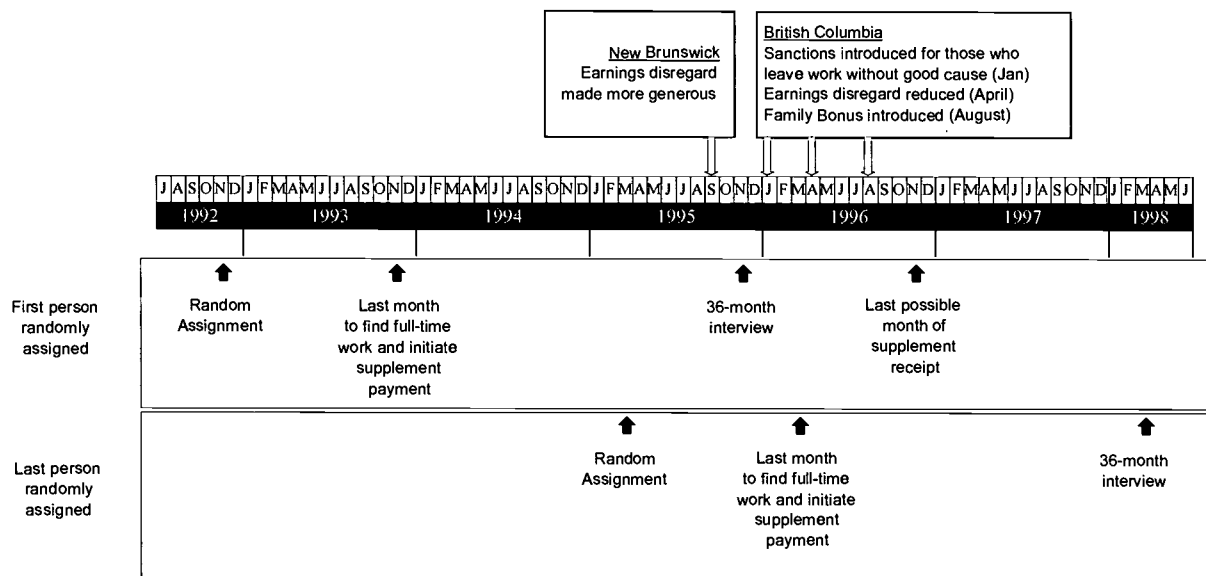 New Brunswick
Earnings disregard
made more generous
British Columbia
Sanctions introduced for those who
leave work without good cause (Jan)
Earnings disregard reduced (April)
Family Bonus introduced (August)
J A S O N D J F M A M J J A S O N D J F M A M J J A S O N D J F M A M J J A S O N D J F M A M J J A S O N D J F M A M J J A S O N D J F M A M J
1992 1993 1994 1995 1996 1997 1998
First person
randomly
assigned
Random
Assignment
Last month
to find full-time
work and initiate
supplement
payment
36-month
interview
Last possible
month of
supplement
receipt
Last person
randomly
assigned
Random
Assignment
Last month
to find full-time
work and initiate
supplement
payment
36-month
interview